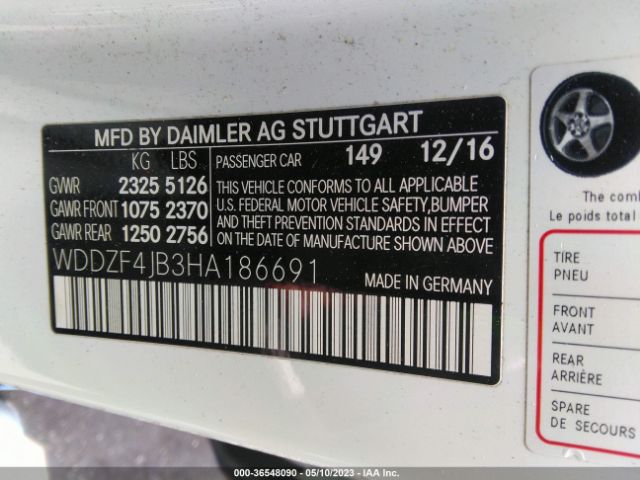 MFD BY DAIMLER AG STUTTGART
KG LBS
PASSENGER CAR 149 12/16
GVWR 2325 5126
GAWR FRONT 1075 2370
GAWR REAR 1250 2756
THIS VEHICLE CONFORMS TO ALL APPLICABLE
U.S. FEDERAL MOTOR VEHICLE SAFETY,BUMPER
AND THEFT PREVENTION STANDARDS IN EFFECT
ON THE DATE OF MANUFACTURE SHOWN ABOVE
WDDZF4JB3HA186691
MADE IN GERMANY
The comb
Le poids total
TIRE
PNEU
FRONT
AVANT
REAR
ARRIÈRE
SPARE
DE SECOURS
000-36548090 - 05/10/2023 - IAA Inc.